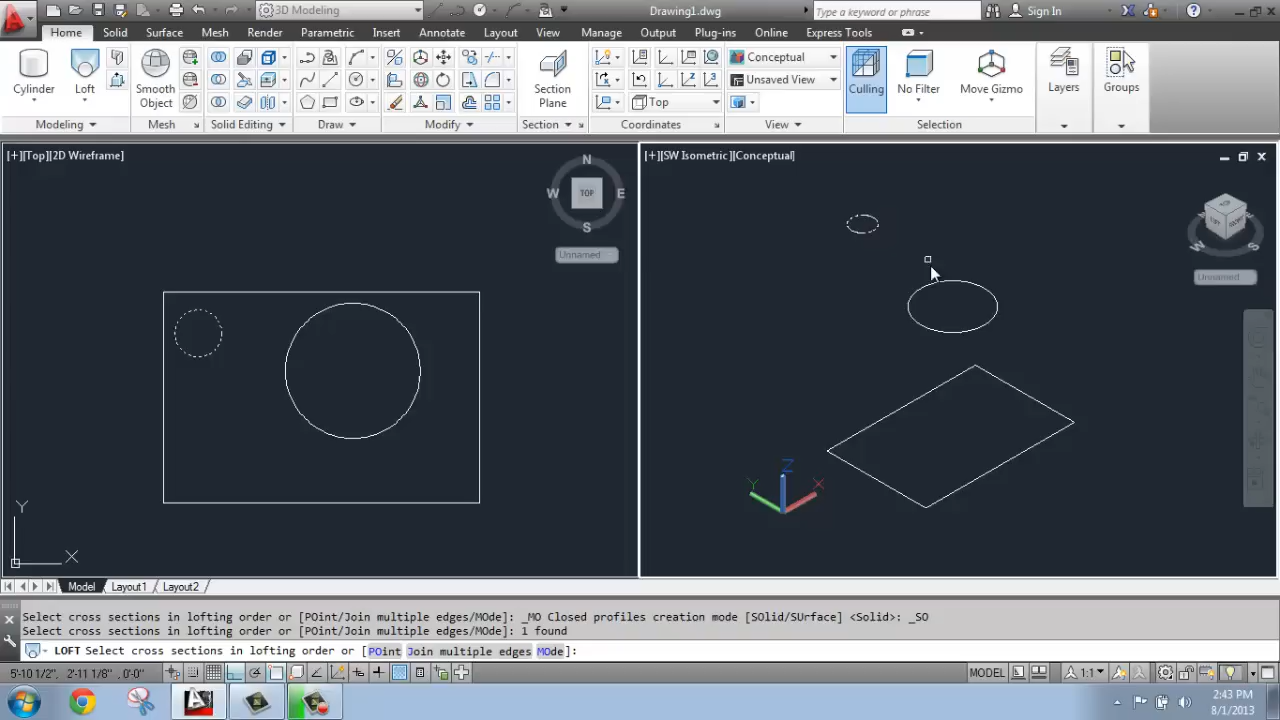 3D Modeling Drawing1.dwg Type a keyword or phrase Sign In
Home Solid Surface Mesh Render Parametric Insert Annotate Layout View Manage Output Plug-ins Online Express Tools
Cylinder Loft Smooth Object Section Plane Conceptual Unsaved View Top Culling No Filter Move Gizmo Layers Groups
Modeling Mesh Solid Editing Draw Modify Section Coordinates View Selection
[+][Top][2D Wireframe] [+][SW Isometric][Conceptual]
N
W TOP E
S
Unnamed
W S
Unnamed
Y
X
Z
Y X
Model Layout1 Layout2
Select cross sections in lofting order or [POint/Join multiple edges/MOde]: _MO Closed profiles creation mode [SOlid/SUrface] <Solid>: _SO
Select cross sections in lofting order or [POint/Join multiple edges/MOde]: 1 found
LOFT Select cross sections in lofting order or [POint Join multiple edges MOde]:
5'-10 1/2", 2'-11 1/8", 0'0" MODEL 1:1
2:43 PM
8/1/2013